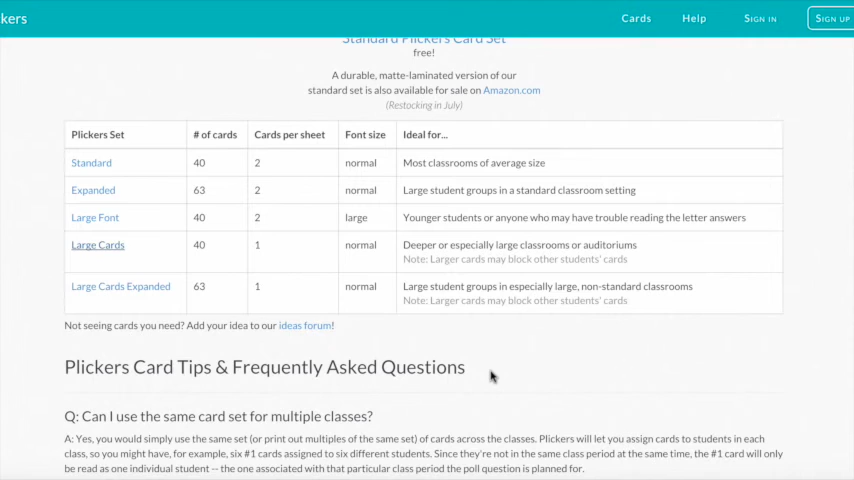 kers
Cards Help SIGN IN SIGN UP
Standard Plickers Card Set
free!
A durable, matte-laminated version of our
standard set is also available for sale on Amazon.com
(Restocking in July)
Plickers Set # of cards Cards per sheet Font size Ideal for...
Standard 40 2 normal Most classrooms of average size
Expanded 63 2 normal Large student groups in a standard classroom setting
Large Font 40 2 large Younger students or anyone who may have trouble reading the letter answers
Large Cards 40 1 normal Deeper or especially large classrooms or auditoriums
Note: Larger cards may block other students' cards
Large Cards Expanded 63 1 normal Large student groups in especially large, non-standard classrooms
Note: Larger cards may block other students' cards
Not seeing cards you need? Add your idea to our ideas forum!
Plickers Card Tips & Frequently Asked Questions
Q: Can I use the same card set for multiple classes?
A: Yes, you would simply use the same set (or print out multiples of the same set) of cards across the classes. Plickers will let you assign cards to students in each
class, so you might have, for example, six #1 cards assigned to six different students. Since they're not in the same class period at the same time, the #1 card will only
be read as one individual student -- the one associated with that particular class period the poll question is planned for.